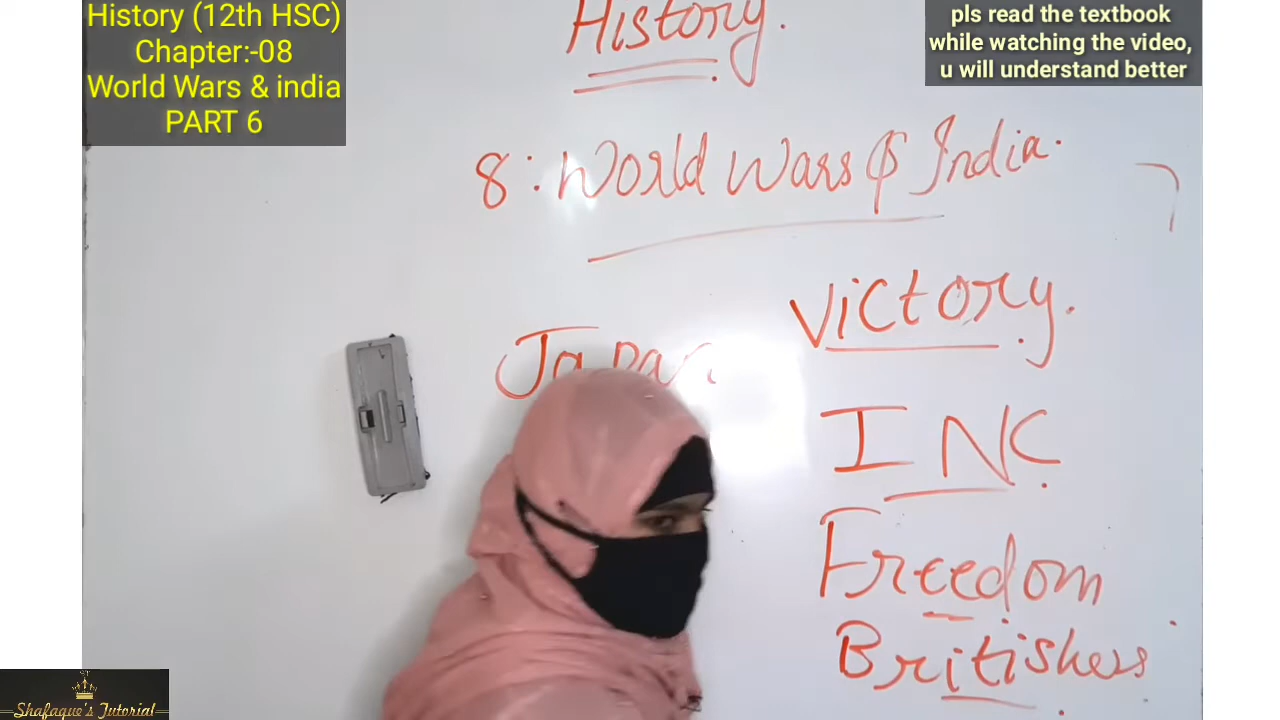 History (12th HSC)
Chapter:-08
World Wars & india
PART 6
pls read the textbook
while watching the video,
u will understand better
History.
8: World Wars & India.
Victory.
Japan
INC
Freedom
Britishers
Shafaque's Tutorial